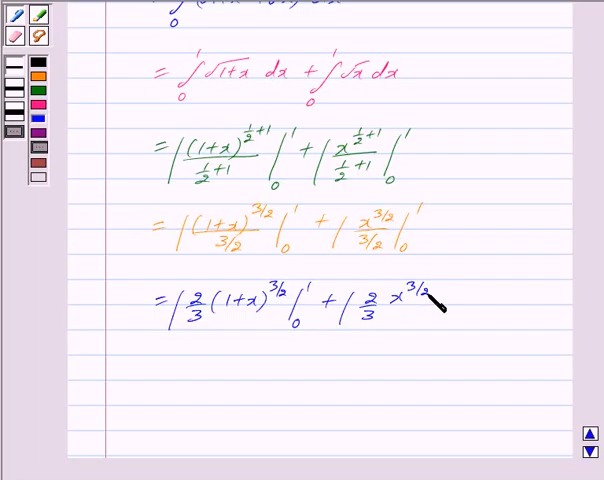 = ∫₀¹ √1+x dx + ∫₀¹ √x dx
= |(1+x)^(1/2+1) / (1/2+1)|₀¹ + |x^(1/2+1) / (1/2+1)|₀¹
= |(1+x)^(3/2) / (3/2)|₀¹ + |x^(3/2) / (3/2)|₀¹
= |2/3 (1+x)^(3/2)|₀¹ + |2/3 x^(3/2)